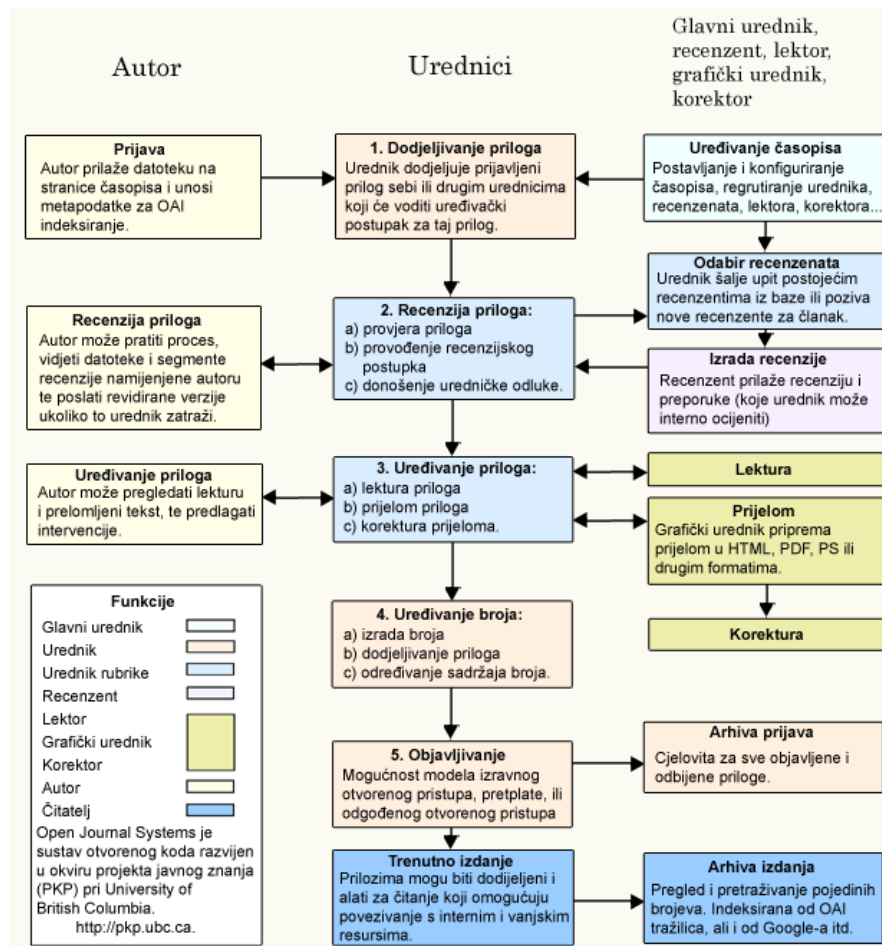 Autor
Urednici
Glavni urednik,
recenzent, lektor,
grafički urednik,
korektor
Prijava
Autor prilaže datoteku na
stranice časopisa i unosi
metapodatke za OAI
indeksiranje.
1. Dodjeljivanje priloga
Urednik dodjeljuje prijavljeni
prilog sebi ili drugim urednicima
koji će voditi uređivački
postupak za taj prilog.
Uređivanje časopisa
Postavljanje i konfiguriranje
časopisa, regrutiranje urednika,
recenzenata, lektora, korektora...
Odabir recenzenata
Urednik šalje upit postojećim
recenzentima iz baze ili poziva
nove recenzente za članak.
Recenzija priloga
Autor može pratiti proces,
vidjeti datoteke i segmente
recenzije namijenjene autoru
te poslati revidirane verzije
ukoliko to urednik zatraži.
2. Recenzija priloga:
a) provjera priloga
b) provođenje recenzijskog
postupka
c) donošenje uredničke odluke.
Izrada recenzije
Recenzent prilaže recenziju i
preporuke (koje urednik može
interno ocijeniti)
Uređivanje priloga
Autor može pregledati lekturu
i prelomljeni tekst, te predlagati
intervencije.
3. Uređivanje priloga:
a) lektura priloga
b) prijelom priloga
c) korektura prijeloma.
Lektura
Prijelom
Grafički urednik priprema
prijelom u HTML, PDF, PS ili
drugim formatima.
Korektura
4. Uređivanje broja:
a) izrada broja
b) dodjeljivanje priloga
c) određivanje sadržaja broja.
5. Objavljivanje
Mogućnost modela izravnog
otvorenog pristupa, pretplate, ili
odgođenog otvorenog pristupa
Arhiva prijava
Cjelovita za sve objavljene i
odbijene priloge.
Trenutno izdanje
Prilozima mogu biti dodijeljeni i
alati za čitanje koji omogućuju
povezivanje s internim i vanjskim
resursima.
Arhiva izdanja
Pregled i pretraživanje pojedinih
brojeva. Indeksirana od OAI
tražilica, ali i od Google-a itd.
Funkcije
Glavni urednik
Urednik
Urednik rubrike
Recenzent
Lektor
Grafički urednik
Korektor
Autor
Čitatelj
Open Journal Systems je
sustav otvorenog koda razvijen
u okviru projekta javnog znanja
(PKP) pri University of
British Columbia.
http://pkp.ubc.ca.